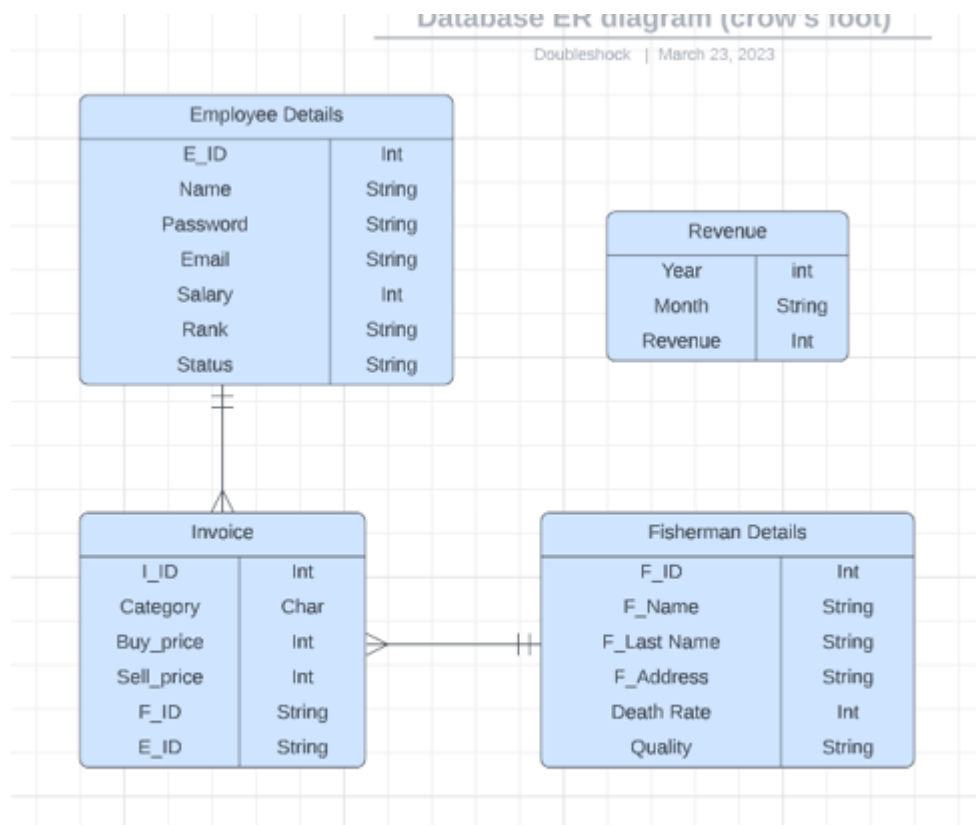 Database ER diagram (crow's foot)
Doubleshock | March 23, 2023
Employee Details
E_ID Int
Name String
Password String
Email String
Salary Int
Rank String
Status String
Revenue
Year int
Month String
Revenue Int
Invoice
I_ID Int
Category Char
Buy_price Int
Sell_price Int
F_ID String
E_ID String
Fisherman Details
F_ID Int
F_Name String
F_Last Name String
F_Address String
Death Rate Int
Quality String